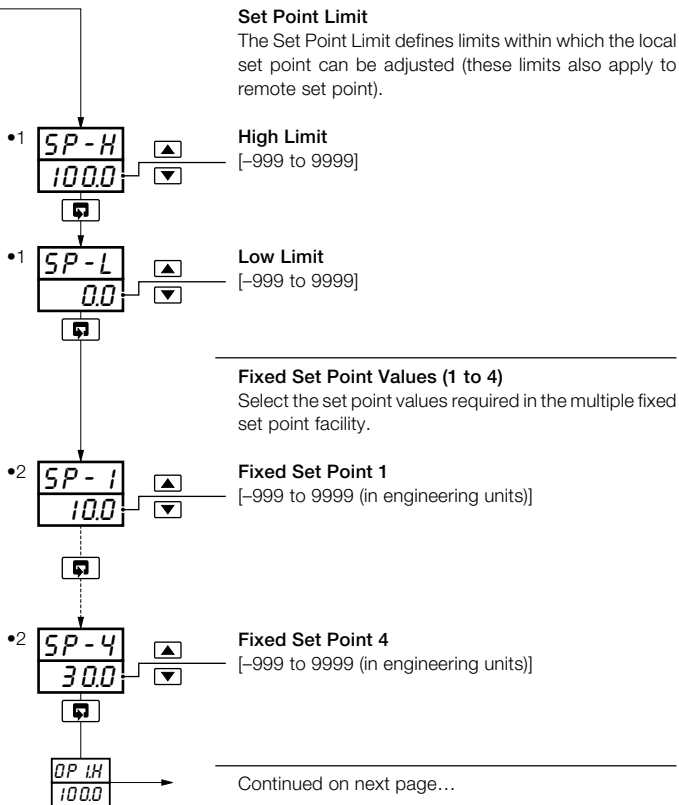 Set Point Limit
The Set Point Limit defines limits within which the local
set point can be adjusted (these limits also apply to
remote set point).
•1 SP-H
100.0
High Limit
[–999 to 9999]
•1 SP-L
0.0
Low Limit
[–999 to 9999]
Fixed Set Point Values (1 to 4)
Select the set point values required in the multiple fixed
set point facility.
•2 SP-1
10.0
Fixed Set Point 1
[–999 to 9999 (in engineering units)]
•2 SP-4
30.0
Fixed Set Point 4
[–999 to 9999 (in engineering units)]
OP1.H
100.0
Continued on next page…